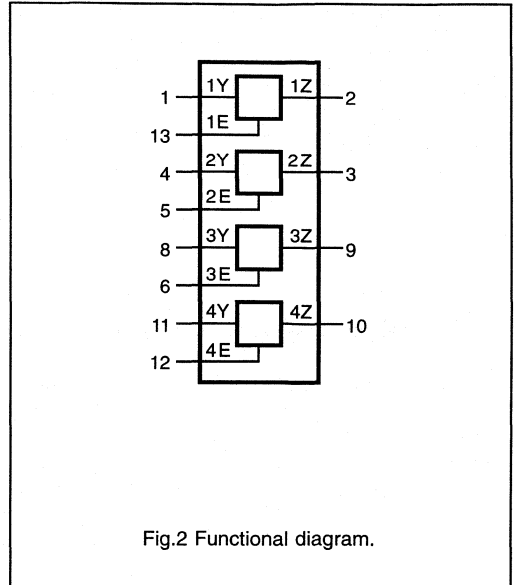 1 1Y 1Z 2
13 1E
4 2Y 2Z 3
5 2E
8 3Y 3Z 9
6 3E
11 4Y 4Z 10
12 4E
Fig.2 Functional diagram.